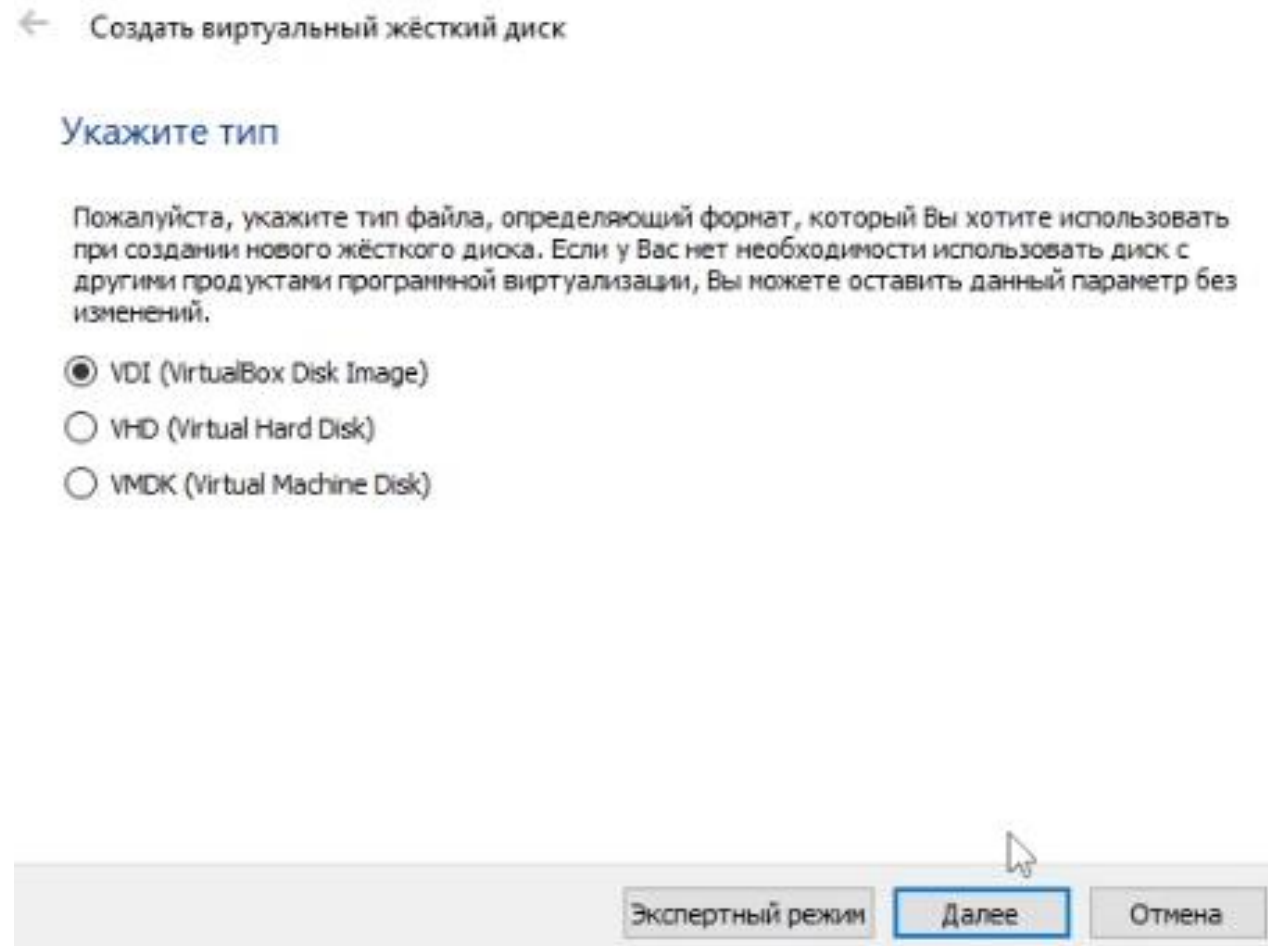 Создать виртуальный жёсткий диск
Укажите тип
Пожалуйста, укажите тип файла, определяющий формат, который Вы хотите использовать
при создании нового жёсткого диска. Если у Вас нет необходимости использовать диск с
другими продуктами программной виртуализации, Вы можете оставить данный параметр без
изменений.
VDI (VirtualBox Disk Image)
VHD (Virtual Hard Disk)
VMDK (Virtual Machine Disk)
Экспертный режим Далее Отмена